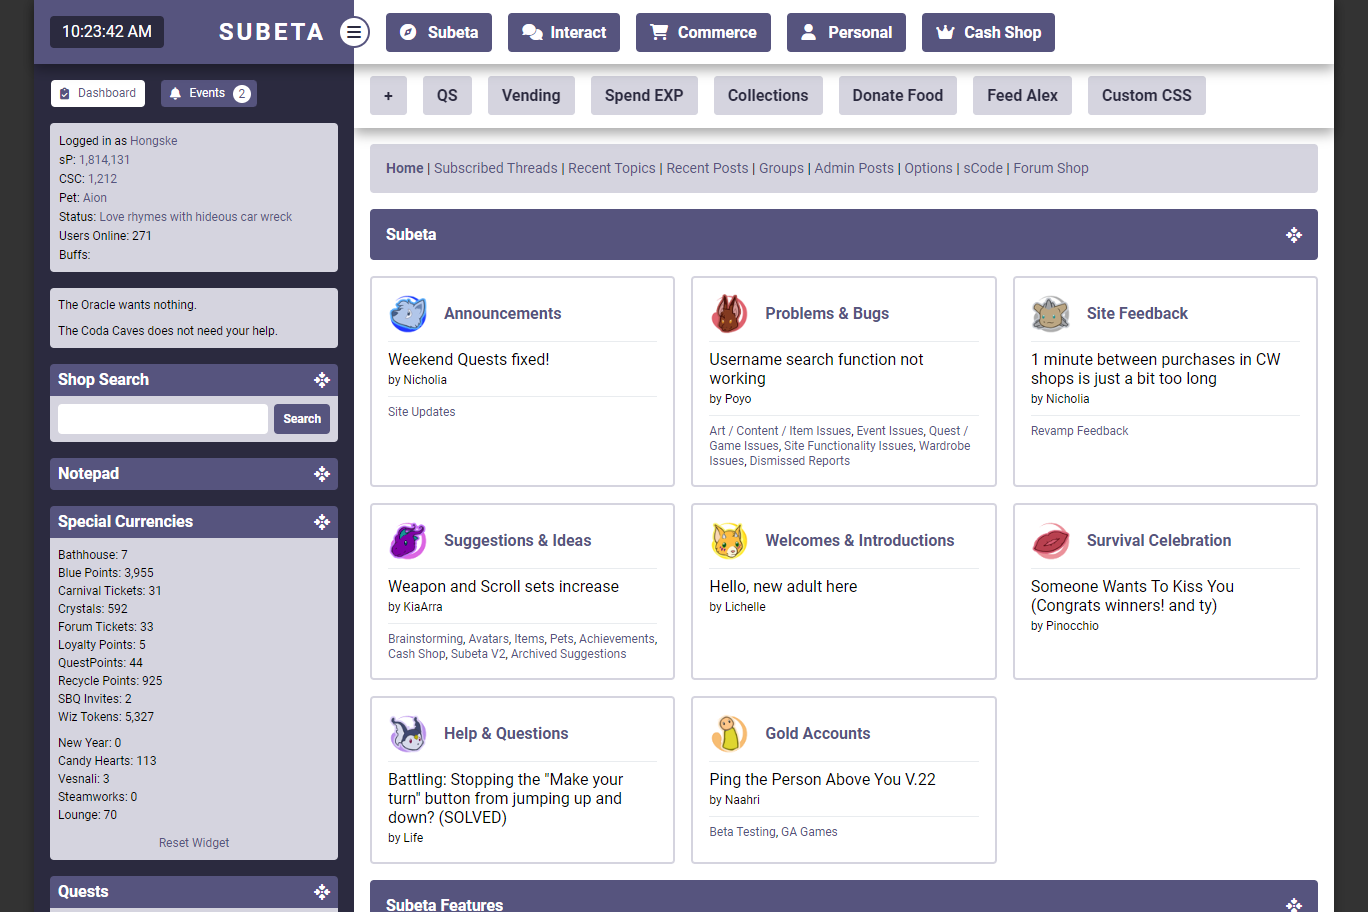 10:23:42 AM
SUBETA
Subeta
Interact
Commerce
Personal
Cash Shop
Dashboard
Events 2
+
QS
Vending
Spend EXP
Collections
Donate Food
Feed Alex
Custom CSS
Logged in as Hongske
sP: 1,814,131
CSC: 1,212
Pet: Aion
Status: Love rhymes with hideous car wreck
Users Online: 271
Buffs:
The Oracle wants nothing.
The Coda Caves does not need your help.
Shop Search
Search
Notepad
Special Currencies
Bathhouse: 7
Blue Points: 3,955
Carnival Tickets: 31
Crystals: 592
Forum Tickets: 33
Loyalty Points: 5
QuestPoints: 44
Recycle Points: 925
SBQ Invites: 2
Wiz Tokens: 5,327
New Year: 0
Candy Hearts: 113
Vesnali: 3
Steamworks: 0
Lounge: 70
Reset Widget
Quests
Home | Subscribed Threads | Recent Topics | Recent Posts | Groups | Admin Posts | Options | sCode | Forum Shop
Subeta
Announcements
Weekend Quests fixed!
by Nicholia
Site Updates
Problems & Bugs
Username search function not
working
by Poyo
Art / Content / Item Issues, Event Issues, Quest /
Game Issues, Site Functionality Issues, Wardrobe
Issues, Dismissed Reports
Site Feedback
1 minute between purchases in CW
shops is just a bit too long
by Nicholia
Revamp Feedback
Suggestions & Ideas
Weapon and Scroll sets increase
by KiaArra
Brainstorming, Avatars, Items, Pets, Achievements,
Cash Shop, Subeta V2, Archived Suggestions
Welcomes & Introductions
Hello, new adult here
by Lichelle
Survival Celebration
Someone Wants To Kiss You
(Congrats winners! and ty)
by Pinocchio
Help & Questions
Battling: Stopping the "Make your
turn" button from jumping up and
down? (SOLVED)
by Life
Gold Accounts
Ping the Person Above You V.22
by Naahri
Beta Testing, GA Games
Subeta Features